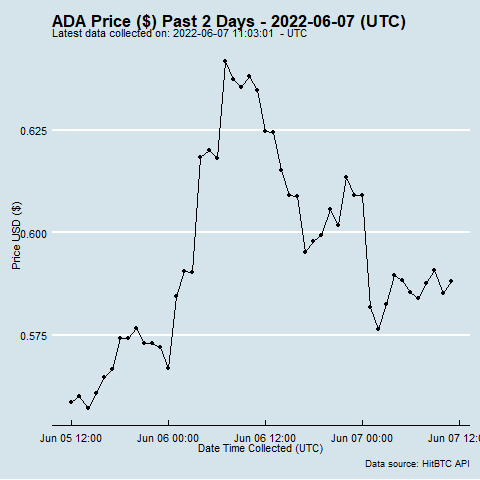 ADA Price ($) Past 2 Days - 2022-06-07 (UTC)
Latest data collected on: 2022-06-07 11:03:01 - UTC
0.625
0.600
0.575
Price USD ($)
Jun 05 12:00 Jun 06 00:00 Jun 06 12:00 Jun 07 00:00 Jun 07 12:
Date Time Collected (UTC)
Data source: HitBTC API